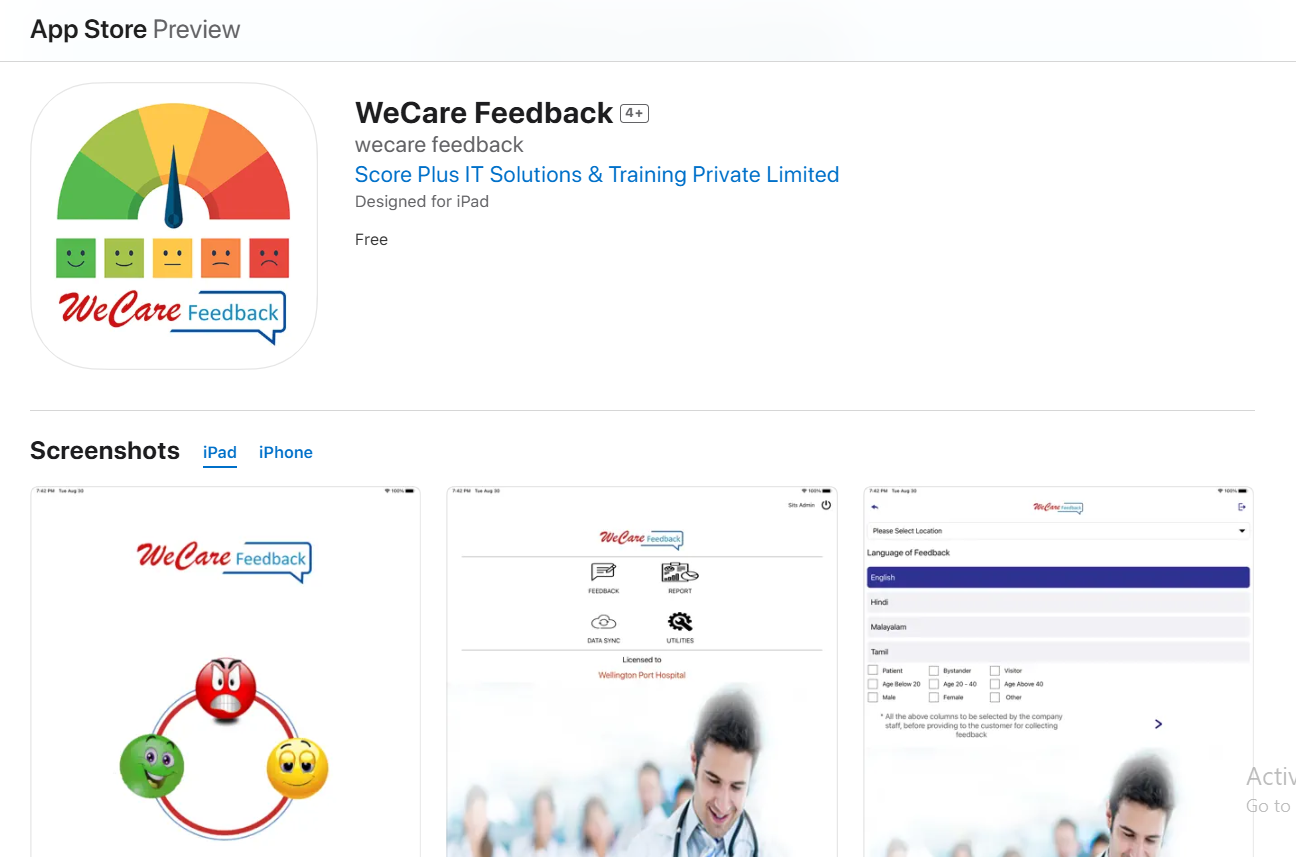 App Store Preview
WeCare Feedback 4+
wecare feedback
Score Plus IT Solutions & Training Private Limited
Designed for iPad
Free
WeCare Feedback
Screenshots iPad iPhone
7:42 PM Tue Aug 30 100%
WeCare Feedback
7:42 PM Tue Aug 30 100%
Site Admin
WeCare Feedback
FEEDBACK REPORT
DATA SYNC UTILITIES
Licensed to
Wellington Port Hospital
7:42 PM Tue Aug 30 100%
WeCare Feedback
Please Select Location
Language of Feedback
English
Hindi
Malayalam
Tamil
Patient Bystander Visitor
Age Below 20 Age 20 - 40 Age Above 40
Male Female Other
* All the above columns to be selected by the company
staff, before providing to the customer for collecting
feedback
Activ
Go to